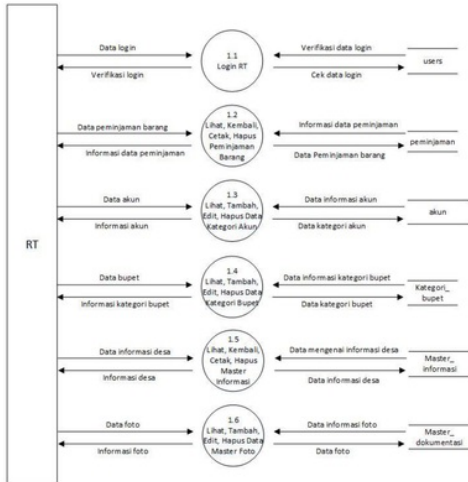 RT
Data login
Verifikasi login
1.1
Login RT
Verifikasi data login
Cek data login
users
Data peminjaman barang
Informasi data peminjaman
1.2
Lihat, Kembali,
Cetak, Hapus
Peminjaman
Barang
Informasi data peminjaman
Data Peminjaman barang
peminjaman
Data akun
Informasi akun
1.3
Lihat, Tambah,
Edit, Hapus Data
Kategori Akun
Data informasi akun
Data kategori akun
akun
Data bupet
Informasi kategori bupet
1.4
Lihat, Tambah,
Edit, Hapus Data
Kategori Bupet
Data informasi kategori bupet
Data kategori bupet
Kategori_
bupet
Data informasi desa
Informasi desa
1.5
Lihat, Kembali,
Cetak, Hapus
Master
Informasi
Data mengenai informasi desa
Data informasi desa
Master_
informasi
Data foto
Informasi foto
1.6
Lihat, Tambah,
Edit, Hapus Data
Master Foto
Data informasi foto
Data foto
Master_
dokumentasi